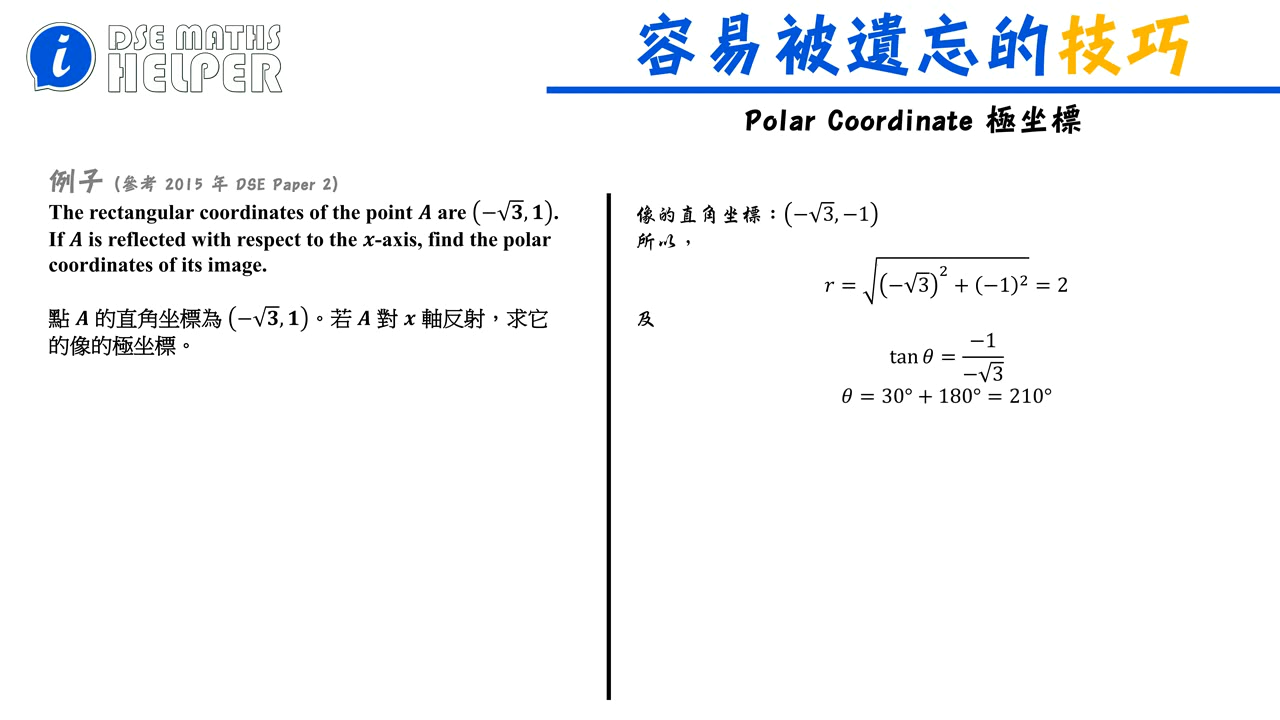 DSE MATHS
HELPER
容易被遺忘的技巧
Polar Coordinate 極坐標
例子 (參考 2015 年 DSE Paper 2)
The rectangular coordinates of the point A are (−√3, 1).
If A is reflected with respect to the x-axis, find the polar
coordinates of its image.
點 A 的直角坐標為 (−√3, 1)。若 A 對 x 軸反射，求它
的像的極坐標。
像的直角坐標：(−√3, −1)
所以，
r = √((−√3)² + (−1)²) = 2
及
tan θ = −1/−√3
θ = 30° + 180° = 210°